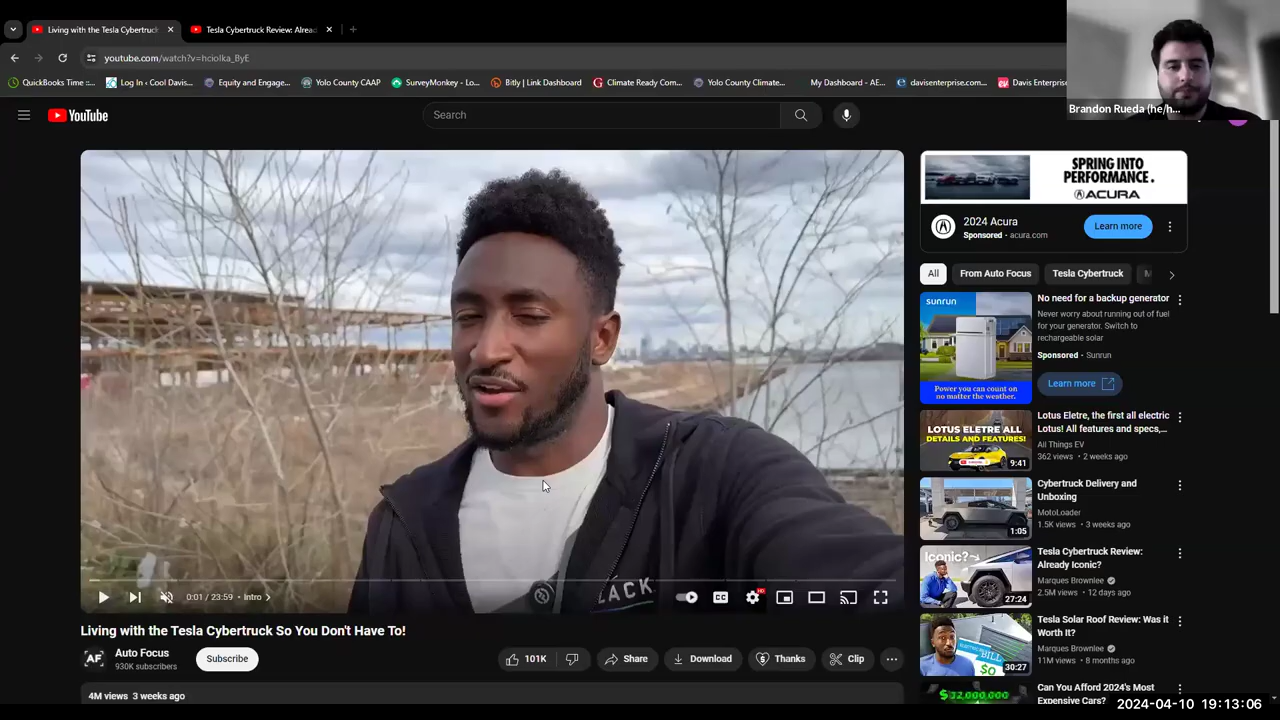 Living with the Tesla Cybertruck
Tesla Cybertruck Review: Alread
youtube.com/watch?v=hciolka_ByE
QuickBooks Time ::...
Log In ‹ Cool Davis...
Equity and Engage...
Yolo County CAAP
SurveyMonkey - Lo...
Bitly | Link Dashboard
Climate Ready Com...
Yolo County Climate...
My Dashboard - AE...
davisenterprise.com...
Davis Enterpris
Brandon Rueda (he/h...
YouTube
Search
SPRING INTO
PERFORMANCE.
ACURA
2024 Acura
Sponsored · acura.com
Learn more
All
From Auto Focus
Tesla Cybertruck
M
sunrun
Power you can count on
no matter the weather.
No need for a backup generator
Never worry about running out of fuel
for your generator. Switch to
rechargeable solar
Sponsored · Sunrun
Learn more
LOTUS ELETRE ALL
DETAILS AND FEATURES!
9:41
Lotus Eletre, the first all electric
Lotus! All features and specs,...
All Things EV
362 views • 2 weeks ago
1:05
Cybertruck Delivery and
Unboxing
MotoLoader
1.5K views • 3 weeks ago
Iconic?
27:24
Tesla Cybertruck Review:
Already Iconic?
Marques Brownlee
2.5M views • 12 days ago
BILL
$0
30:27
Tesla Solar Roof Review: Was it
Worth It?
Marques Brownlee
11M views • 8 months ago
$32,000,000
Can You Afford 2024's Most
Expensive Cars?
ZACK
0:01 / 23:59 • Intro
CC
HD
Living with the Tesla Cybertruck So You Don't Have To!
AF
Auto Focus
930K subscribers
Subscribe
101K
Share
Download
Thanks
Clip
4M views 3 weeks ago
2024-04-10 19:13:06